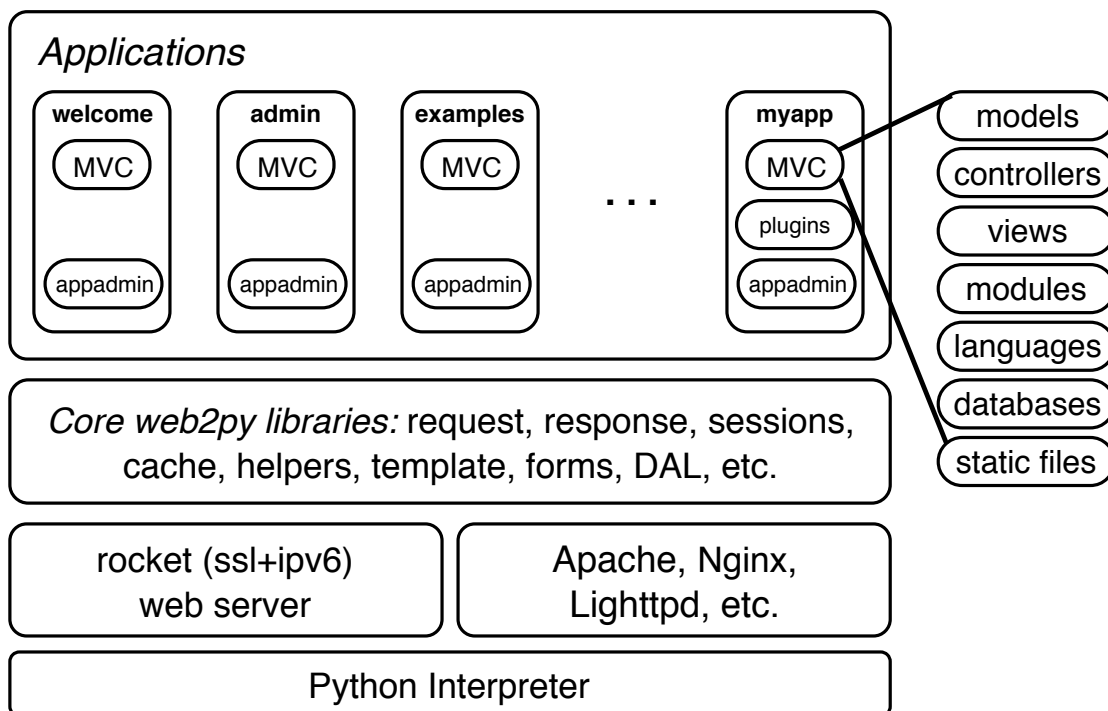 Applications
welcome
admin
examples
myapp
MVC
MVC
MVC
MVC
. . .
plugins
appadmin
appadmin
appadmin
appadmin
models
controllers
views
modules
languages
databases
static files
Core web2py libraries: request, response, sessions,
cache, helpers, template, forms, DAL, etc.
rocket (ssl+ipv6)
web server
Apache, Nginx,
Lighttpd, etc.
Python Interpreter